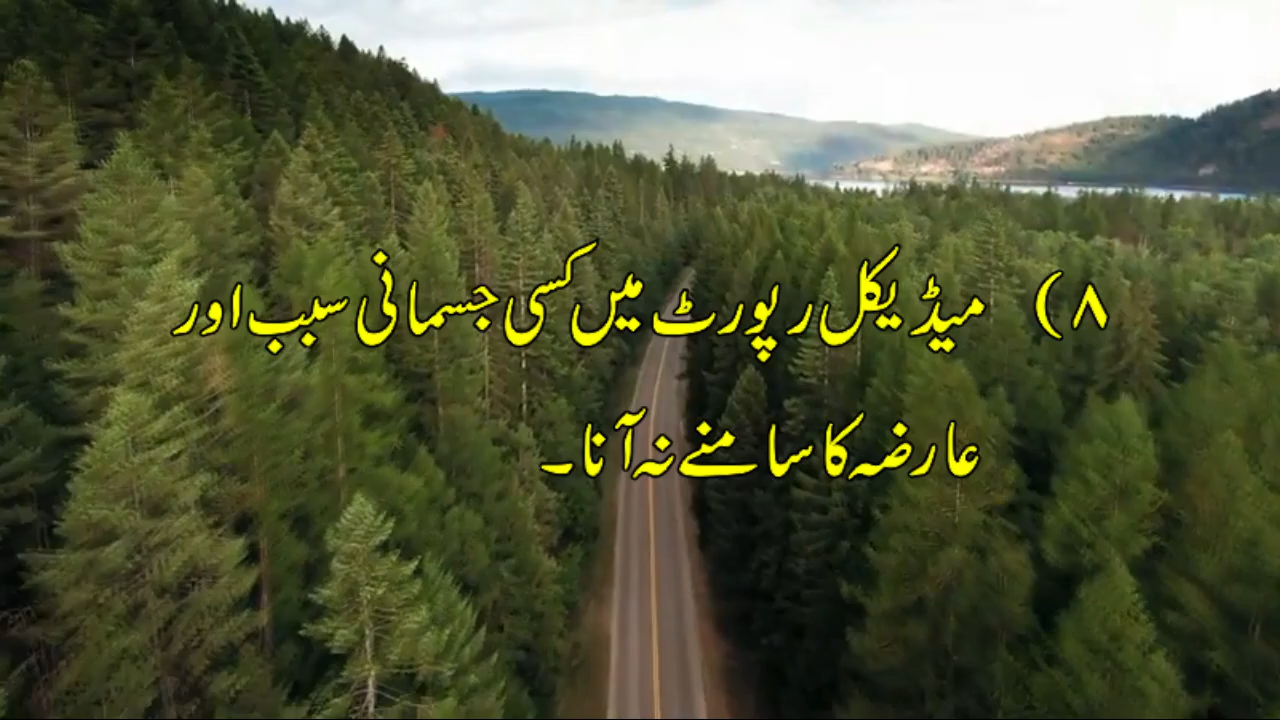 ۸) میڈیکل رپورٹ میں کسی جسمانی سبب اور
عارضہ کا سامنے نہ آنا۔